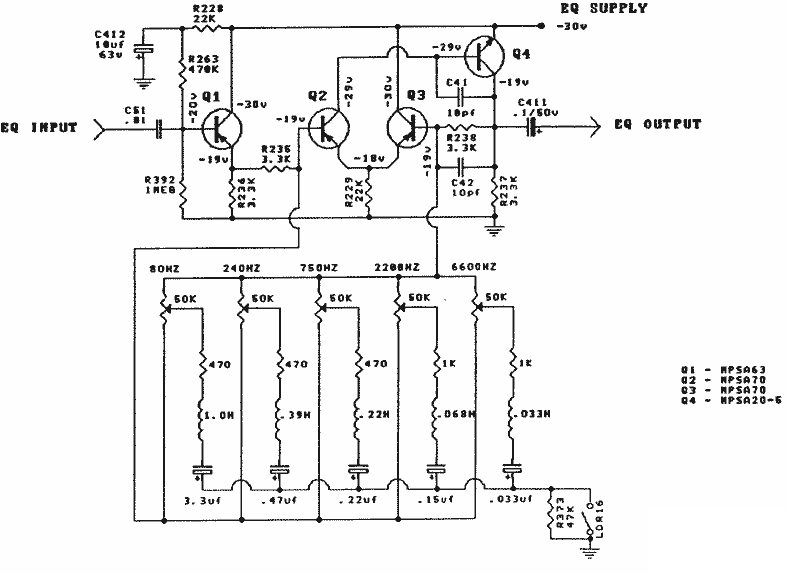 C412
10uf
63v
R228
22K
EQ SUPPLY
-30v
R263
470K
Q1
-20v
-30v
Q2
-29v
-30v
Q3
-29v
Q4
-19v
C41
10pf
EQ INPUT
C51
.01
-19v
-19v
R235
3.3K
-18v
-19v
R238
3.3K
C411
.1/50v
EQ OUTPUT
R392
1MEG
R236
3.3K
R229
22K
C42
10pf
R237
3.3K
80HZ
240HZ
750HZ
2200HZ
6600HZ
50K
50K
50K
50K
50K
470
470
470
1K
1K
1.0H
.39H
.22H
.068H
.033H
3.3uf
.47uf
.22uf
.15uf
.033uf
R373
47K
LDR16
Q1 - MPSA63
Q2 - MPSA70
Q3 - MPSA70
Q4 - MPSA20-5